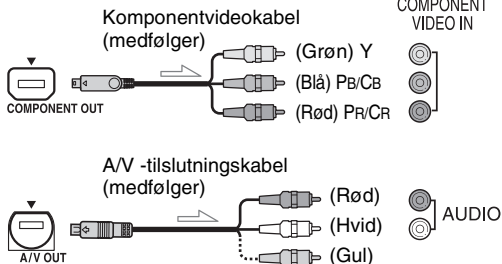 Komponentvideokabel
(medfølger)
COMPONENT
VIDEO IN
(Grøn) Y
(Blå) PB/CB
(Rød) PR/CR
COMPONENT OUT
A/V -tilslutningskabel
(medfølger)
(Rød)
(Hvid)
(Gul)
AUDIO
A/V OUT